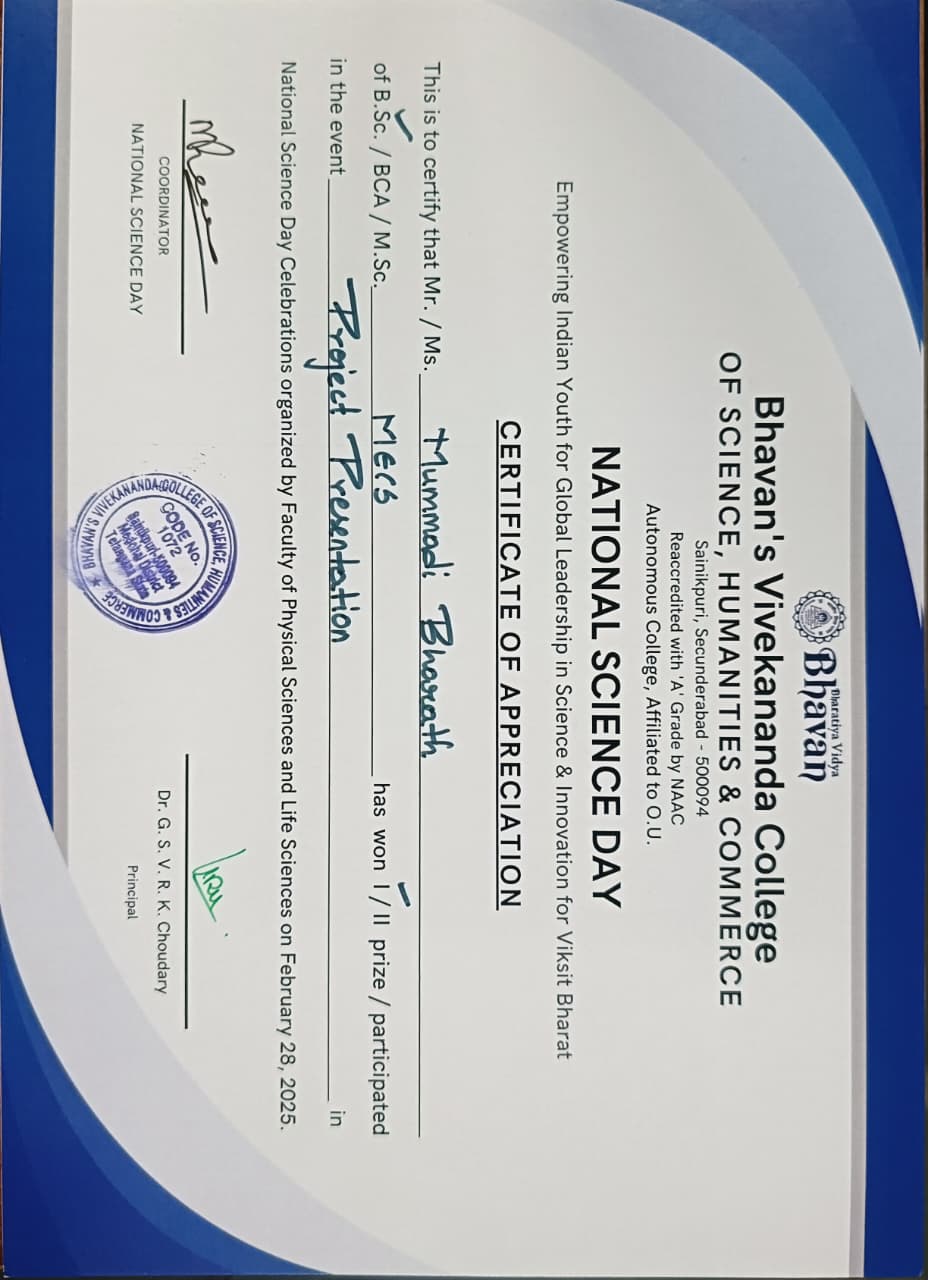 Bharatiya Vidya
Bhavan
Bhavan's Vivekananda College
OF SCIENCE, HUMANITIES & COMMERCE
Sainikpuri, Secunderabad - 500094
Reaccredited with 'A' Grade by NAAC
Autonomous College, Affiliated to O.U.
NATIONAL SCIENCE DAY
Empowering Indian Youth for Global Leadership in Science & Innovation for Viksit Bharat
CERTIFICATE OF APPRECIATION
This is to certify that Mr. / Ms. Mummadi Bharath
of B.Sc. / BCA / M.Sc. MECS has won I / II prize / participated
in the event Project Presentation in
National Science Day Celebrations organized by Faculty of Physical Sciences and Life Sciences on February 28, 2025.
COORDINATOR
NATIONAL SCIENCE DAY
BHAVAN'S VIVEKANANDA COLLEGE OF SCIENCE, HUMANITIES & COMMERCE
CODE No.
1072
Sainikpuri-500094
Medchal District
Telangana State
Dr. G. S. V. R. K. Choudary
Principal